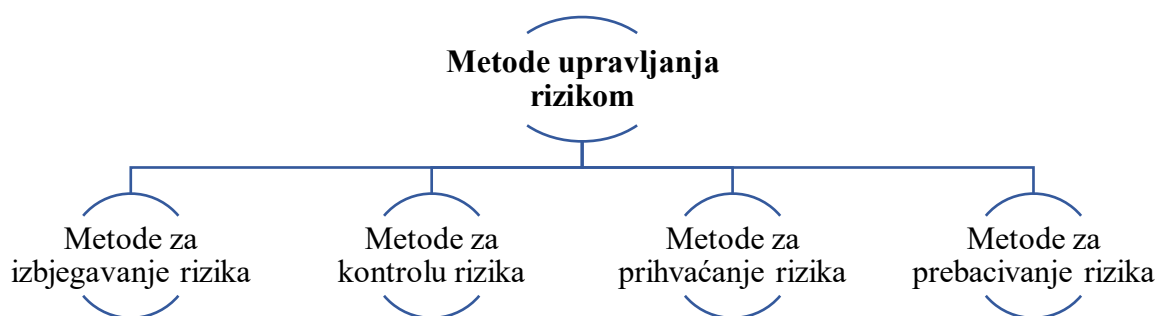 Metode upravljanja
rizikom
Metode za
izbjegavanje rizika
Metode za
kontrolu rizika
Metode za
prihvaćanje rizika
Metode za
prebacivanje rizika